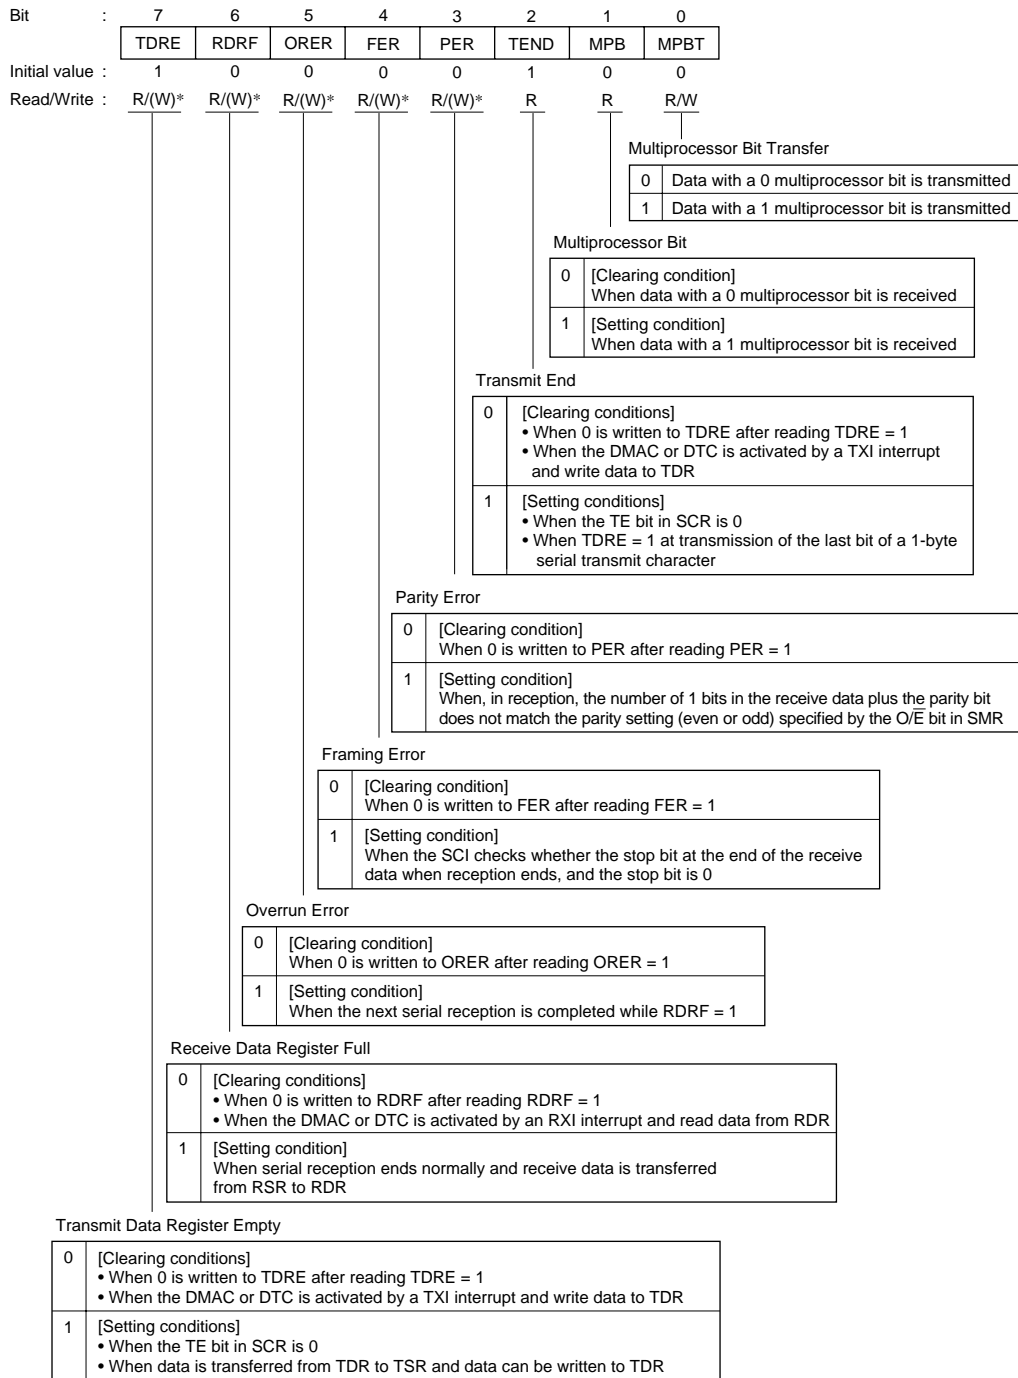 Bit : 7 6 5 4 3 2 1 0
TDRE RDRF ORER FER PER TEND MPB MPBT
Initial value : 1 0 0 0 0 1 0 0
Read/Write : R/(W)* R/(W)* R/(W)* R/(W)* R/(W)* R R R/W
Multiprocessor Bit Transfer
0 Data with a 0 multiprocessor bit is transmitted
1 Data with a 1 multiprocessor bit is transmitted
Multiprocessor Bit
0 [Clearing condition]
When data with a 0 multiprocessor bit is received
1 [Setting condition]
When data with a 1 multiprocessor bit is received
Transmit End
0 [Clearing conditions]
• When 0 is written to TDRE after reading TDRE = 1
• When the DMAC or DTC is activated by a TXI interrupt
and write data to TDR
1 [Setting conditions]
• When the TE bit in SCR is 0
• When TDRE = 1 at transmission of the last bit of a 1-byte
serial transmit character
Parity Error
0 [Clearing condition]
When 0 is written to PER after reading PER = 1
1 [Setting condition]
When, in reception, the number of 1 bits in the receive data plus the parity bit
does not match the parity setting (even or odd) specified by the O/E̅ bit in SMR
Framing Error
0 [Clearing condition]
When 0 is written to FER after reading FER = 1
1 [Setting condition]
When the SCI checks whether the stop bit at the end of the receive
data when reception ends, and the stop bit is 0
Overrun Error
0 [Clearing condition]
When 0 is written to ORER after reading ORER = 1
1 [Setting condition]
When the next serial reception is completed while RDRF = 1
Receive Data Register Full
0 [Clearing conditions]
• When 0 is written to RDRF after reading RDRF = 1
• When the DMAC or DTC is activated by an RXI interrupt and read data from RDR
1 [Setting condition]
When serial reception ends normally and receive data is transferred
from RSR to RDR
Transmit Data Register Empty
0 [Clearing conditions]
• When 0 is written to TDRE after reading TDRE = 1
• When the DMAC or DTC is activated by a TXI interrupt and write data to TDR
1 [Setting conditions]
• When the TE bit in SCR is 0
• When data is transferred from TDR to TSR and data can be written to TDR